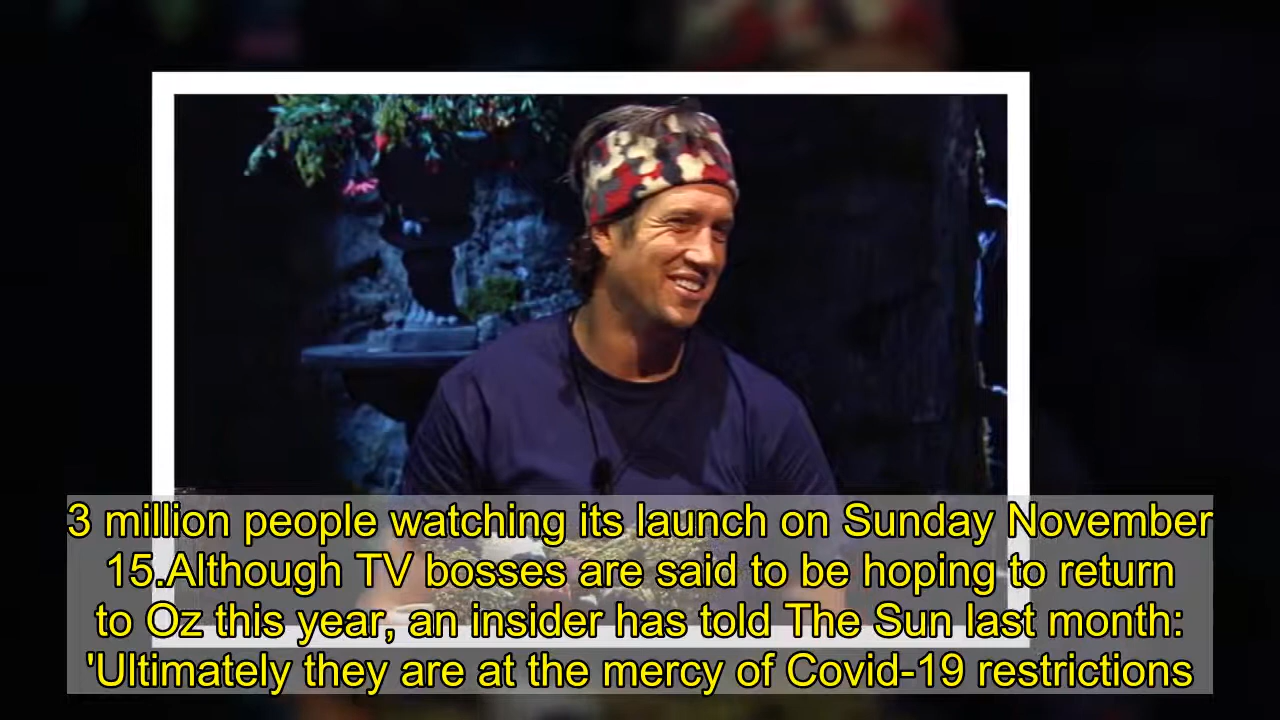 3 million people watching its launch on Sunday November
15.Although TV bosses are said to be hoping to return
to Oz this year, an insider has told The Sun last month:
'Ultimately they are at the mercy of Covid-19 restrictions